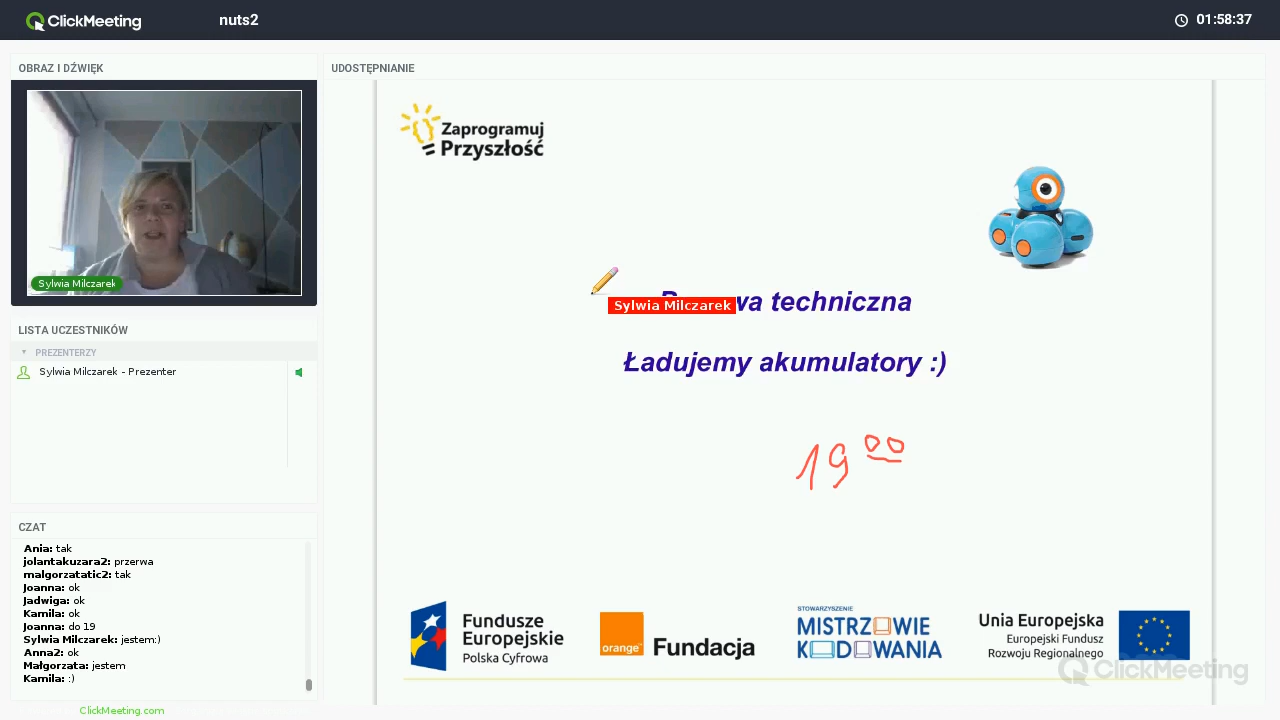 ClickMeeting
nuts2
01:58:37
OBRAZ I DŹWIĘK
Sylwia Milczarek
LISTA UCZESTNIKÓW
PREZENTERZY
Sylwia Milczarek - Prezenter
CZAT
Ania: tak
jolantakuzara2: przerwa
malgorzatatic2: tak
Joanna: ok
Jadwiga: ok
Kamila: ok
Joanna: do 19
Sylwia Milczarek: jestem:)
Anna2: ok
Małgorzata: jestem
Kamila: :)
ClickMeeting.com
UDOSTĘPNIANIE
Zaprogramuj
Przyszłość
techniczna
Sylwia Milczarek
Ładujemy akumulatory :)
19 00
Fundusze
Europejskie
Polska Cyfrowa
orange
Fundacja
STOWARZYSZENIE
MISTRZOWIE
KODOWANIA
Unia Europejska
Europejski Fundusz
Rozwoju Regionalnego
ClickMeeting